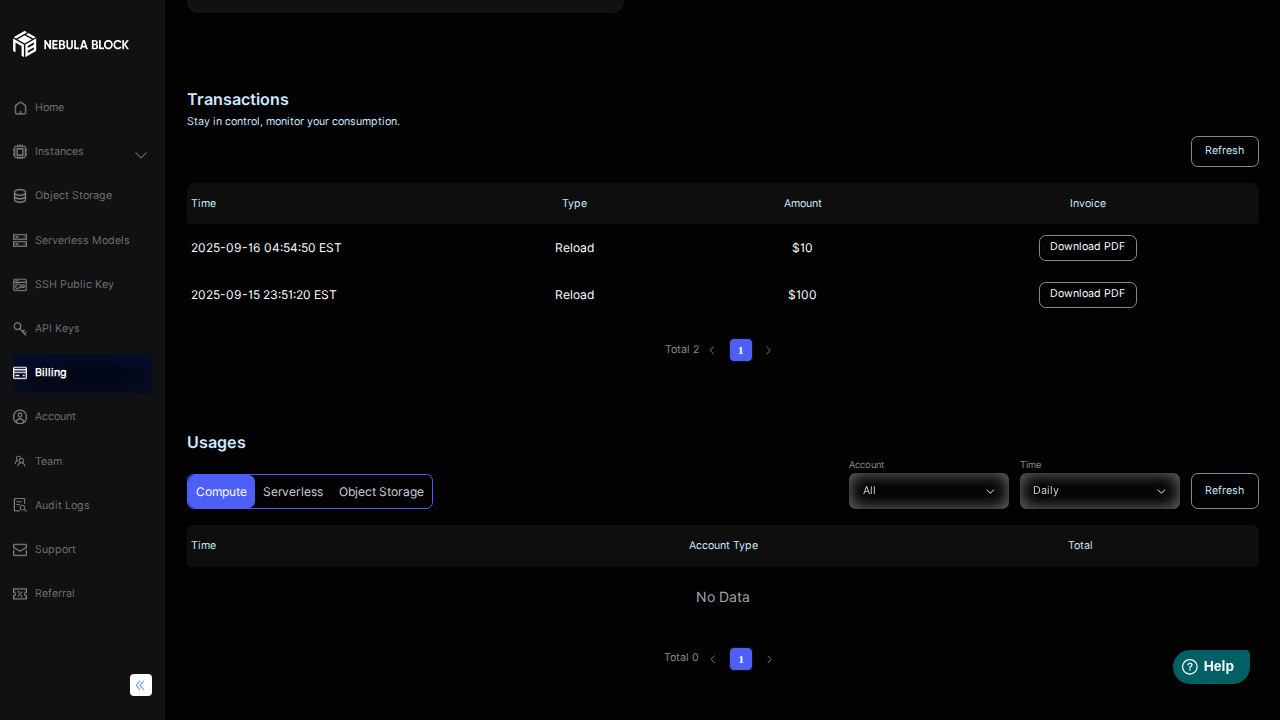 NEBULA BLOCK
Home
Instances
Object Storage
Serverless Models
SSH Public Key
API Keys
Billing
Account
Team
Audit Logs
Support
Referral
Transactions
Stay in control, monitor your consumption.
Refresh
Time Type Amount Invoice
2025-09-16 04:54:50 EST Reload $10 Download PDF
2025-09-15 23:51:20 EST Reload $100 Download PDF
Total 2 1
Usages
Account Time
Compute Serverless Object Storage All Daily Refresh
Time Account Type Total
No Data
Total 0 1
Help